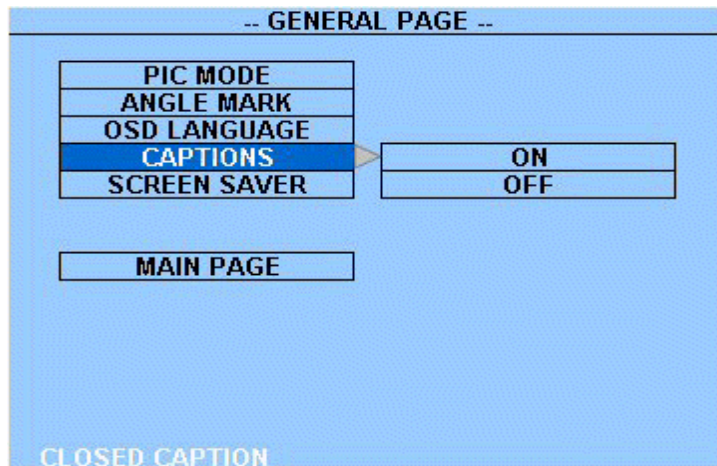 -- GENERAL PAGE --
PIC MODE
ANGLE MARK
OSD LANGUAGE
CAPTIONS ON
SCREEN SAVER OFF
MAIN PAGE
CLOSED CAPTION